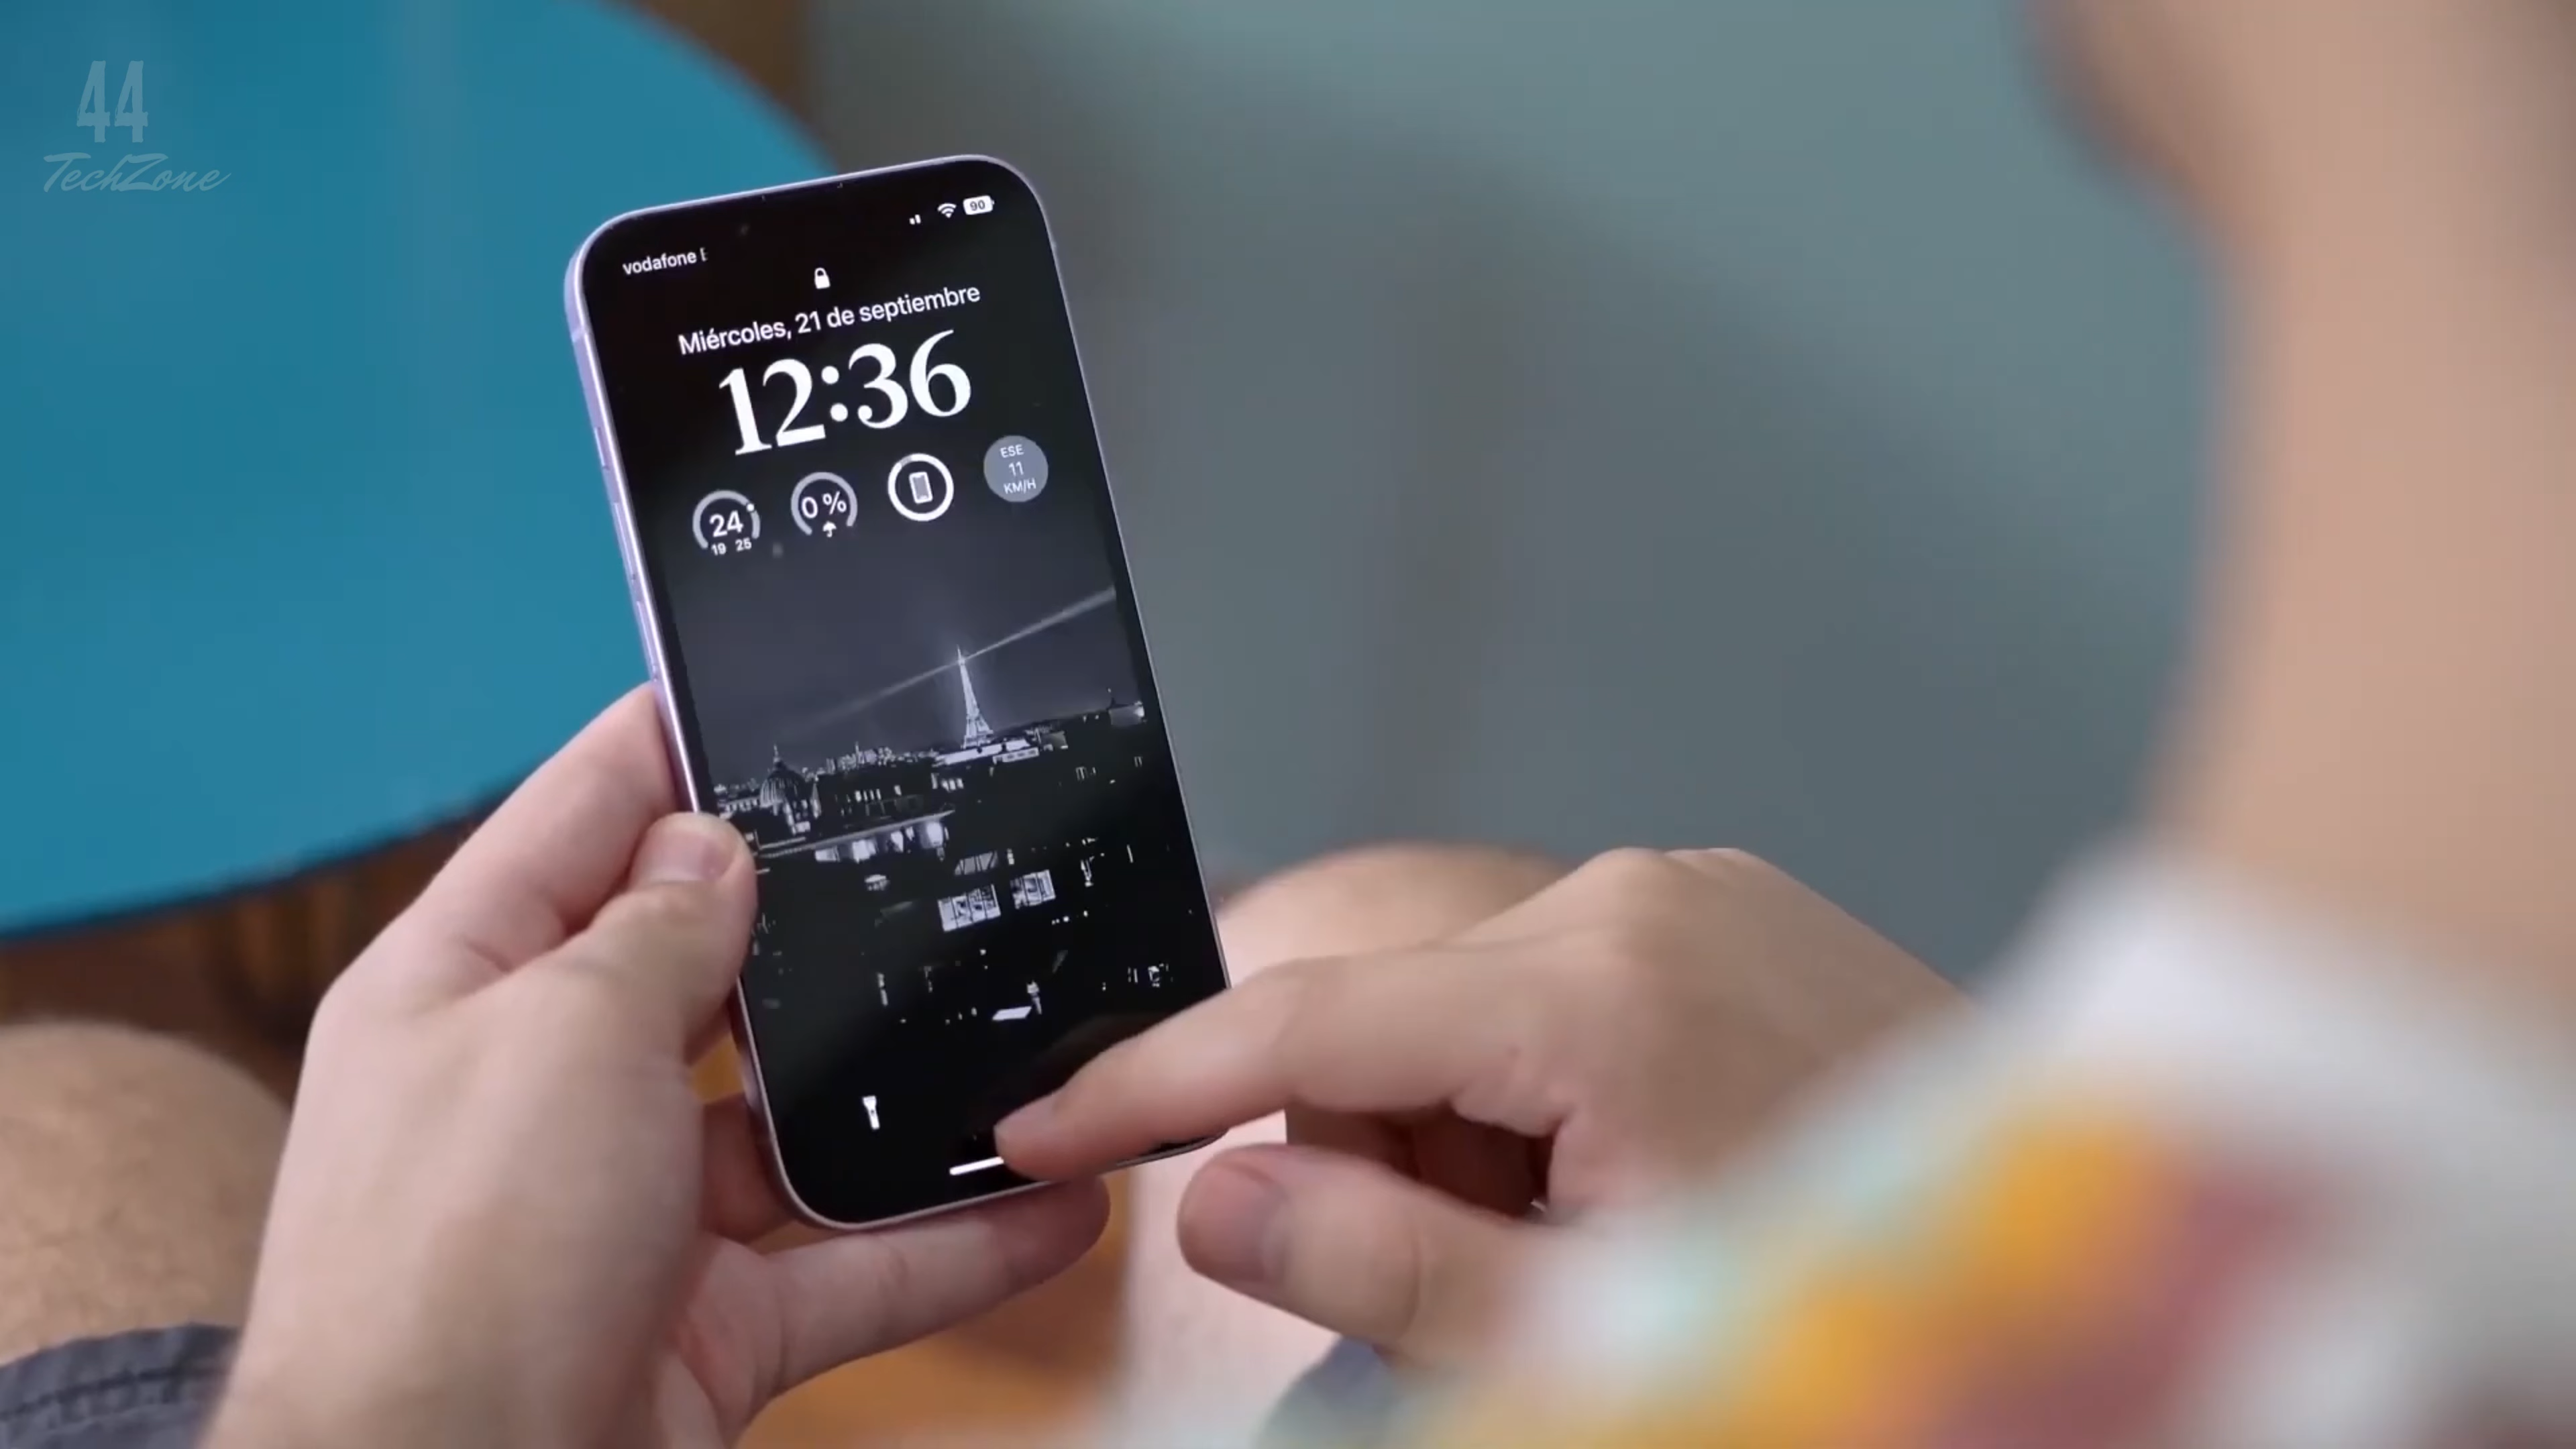 44
TechZone
90
vodafone E
Miércoles, 21 de septiembre
12:36
24
19 25
0 %
ESE
11
KM/H